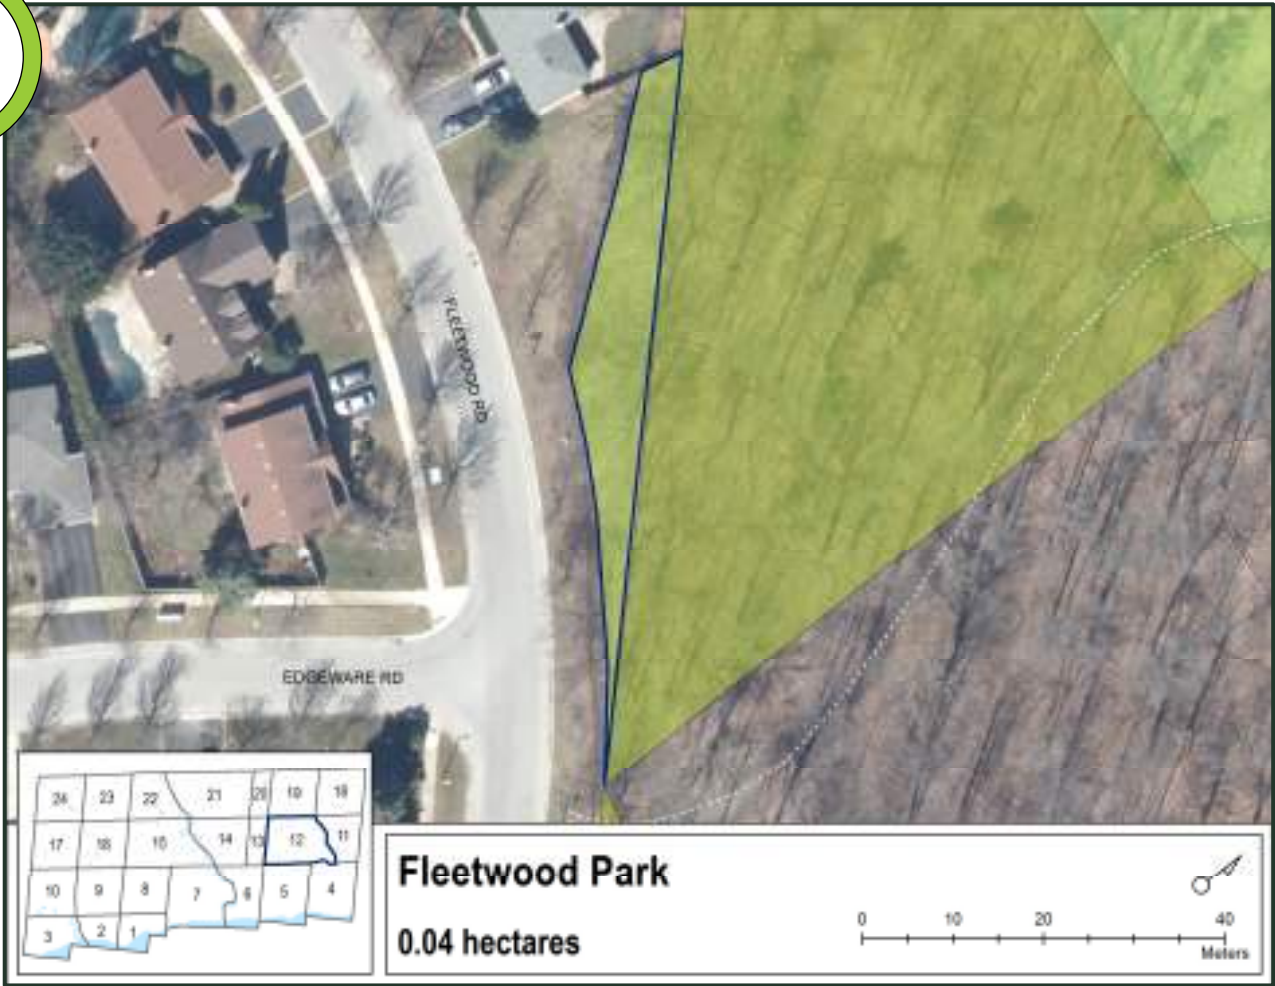 FLEETWOOD RD
EDGEWARE RD
24 23 22 21 20 19 18
17 16 15 14 13 12 11
10 9 8 7 6 5 4
3 2 1
Fleetwood Park
0.04 hectares
0 10 20 40
Meters